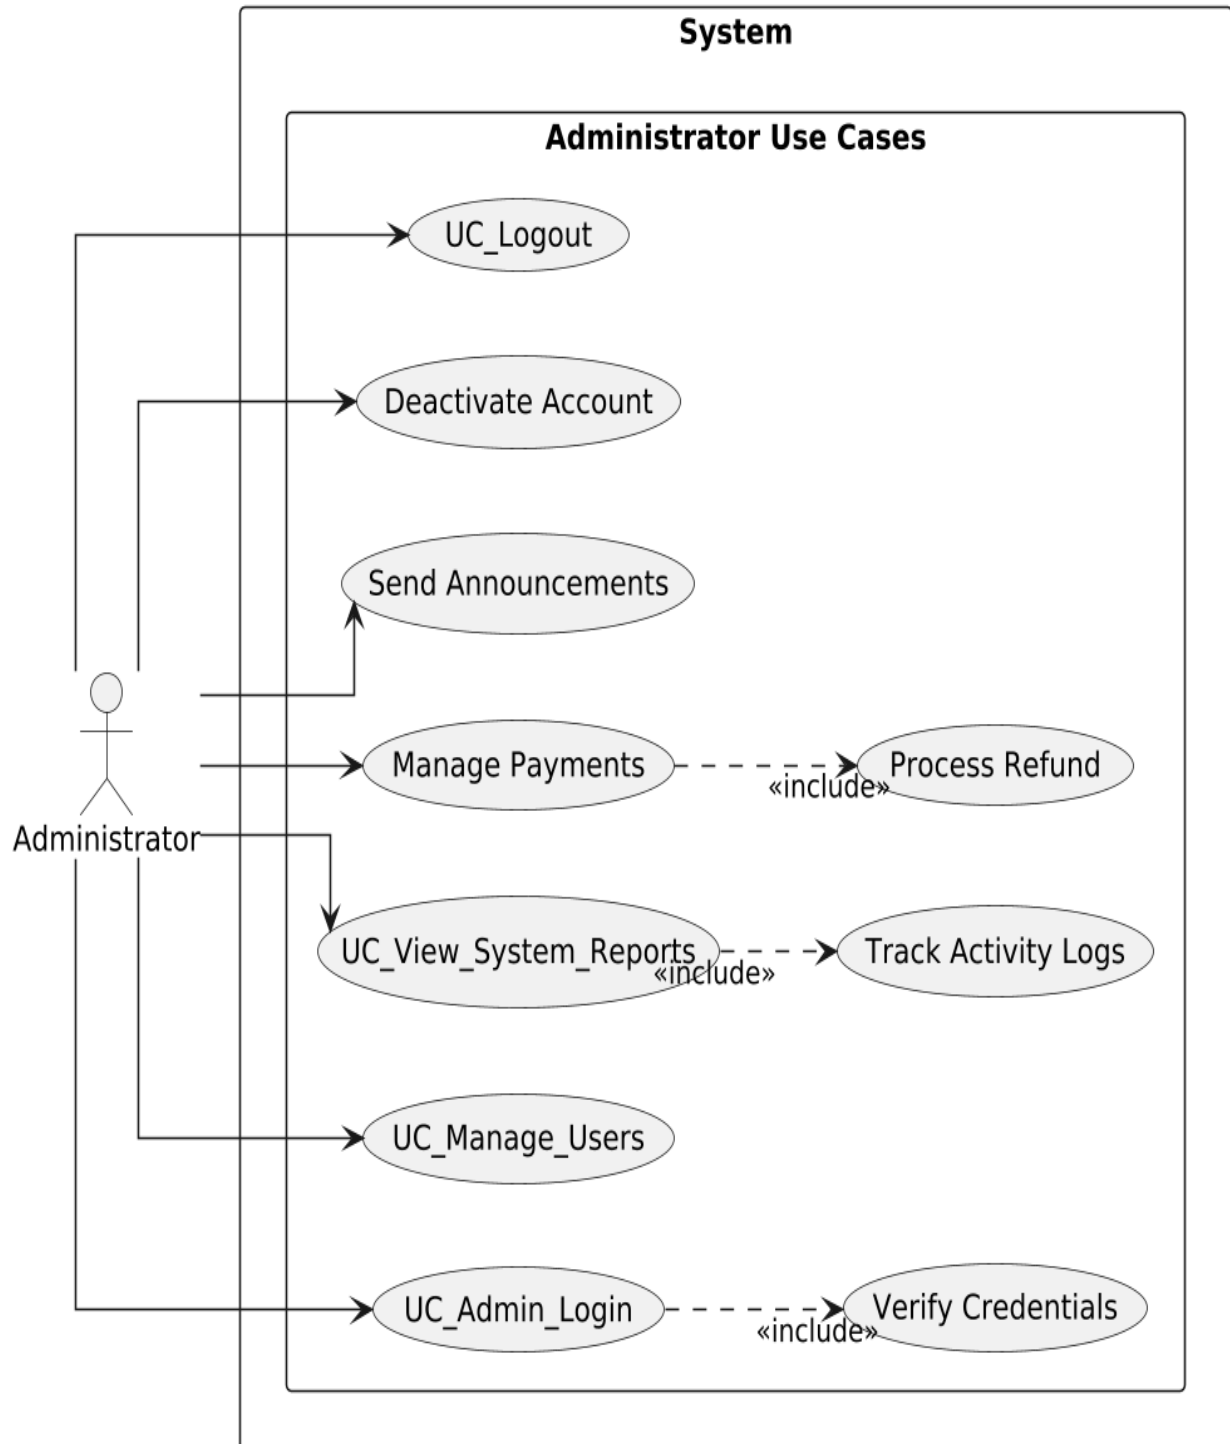 System
Administrator Use Cases
UC_Logout
Deactivate Account
Send Announcements
Manage Payments
«include»
Process Refund
Administrator
UC_View_System_Reports
«include»
Track Activity Logs
UC_Manage_Users
UC_Admin_Login
«include»
Verify Credentials